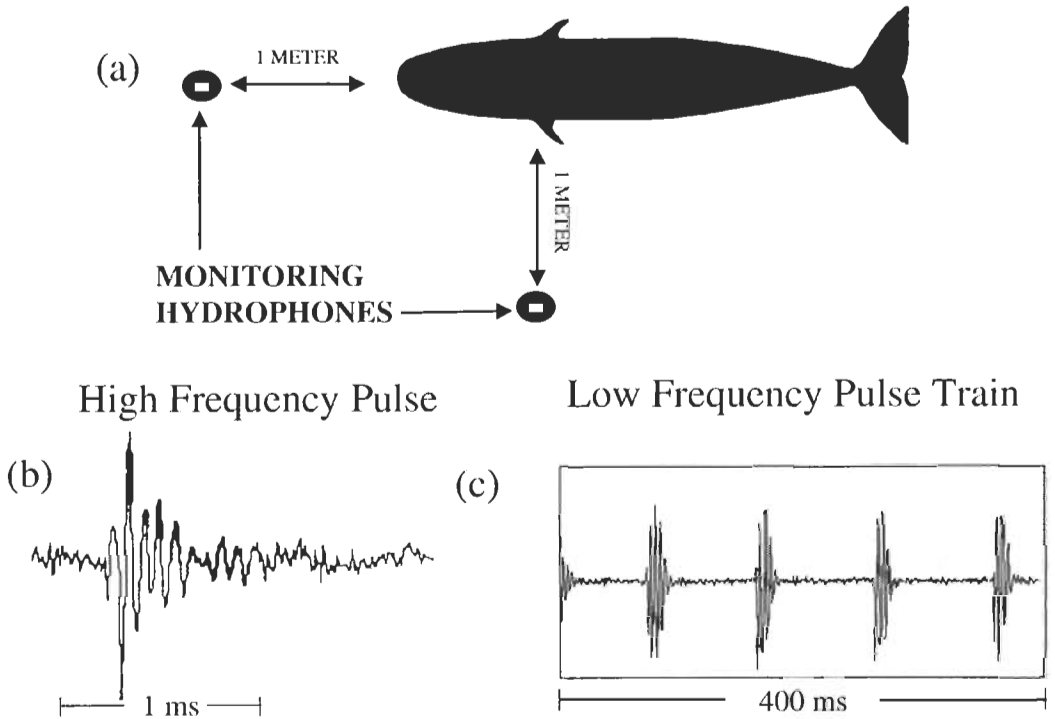 (a)
1 METER
1 METER
MONITORING
HYDROPHONES
High Frequency Pulse
Low Frequency Pulse Train
(b)
(c)
1 ms
400 ms